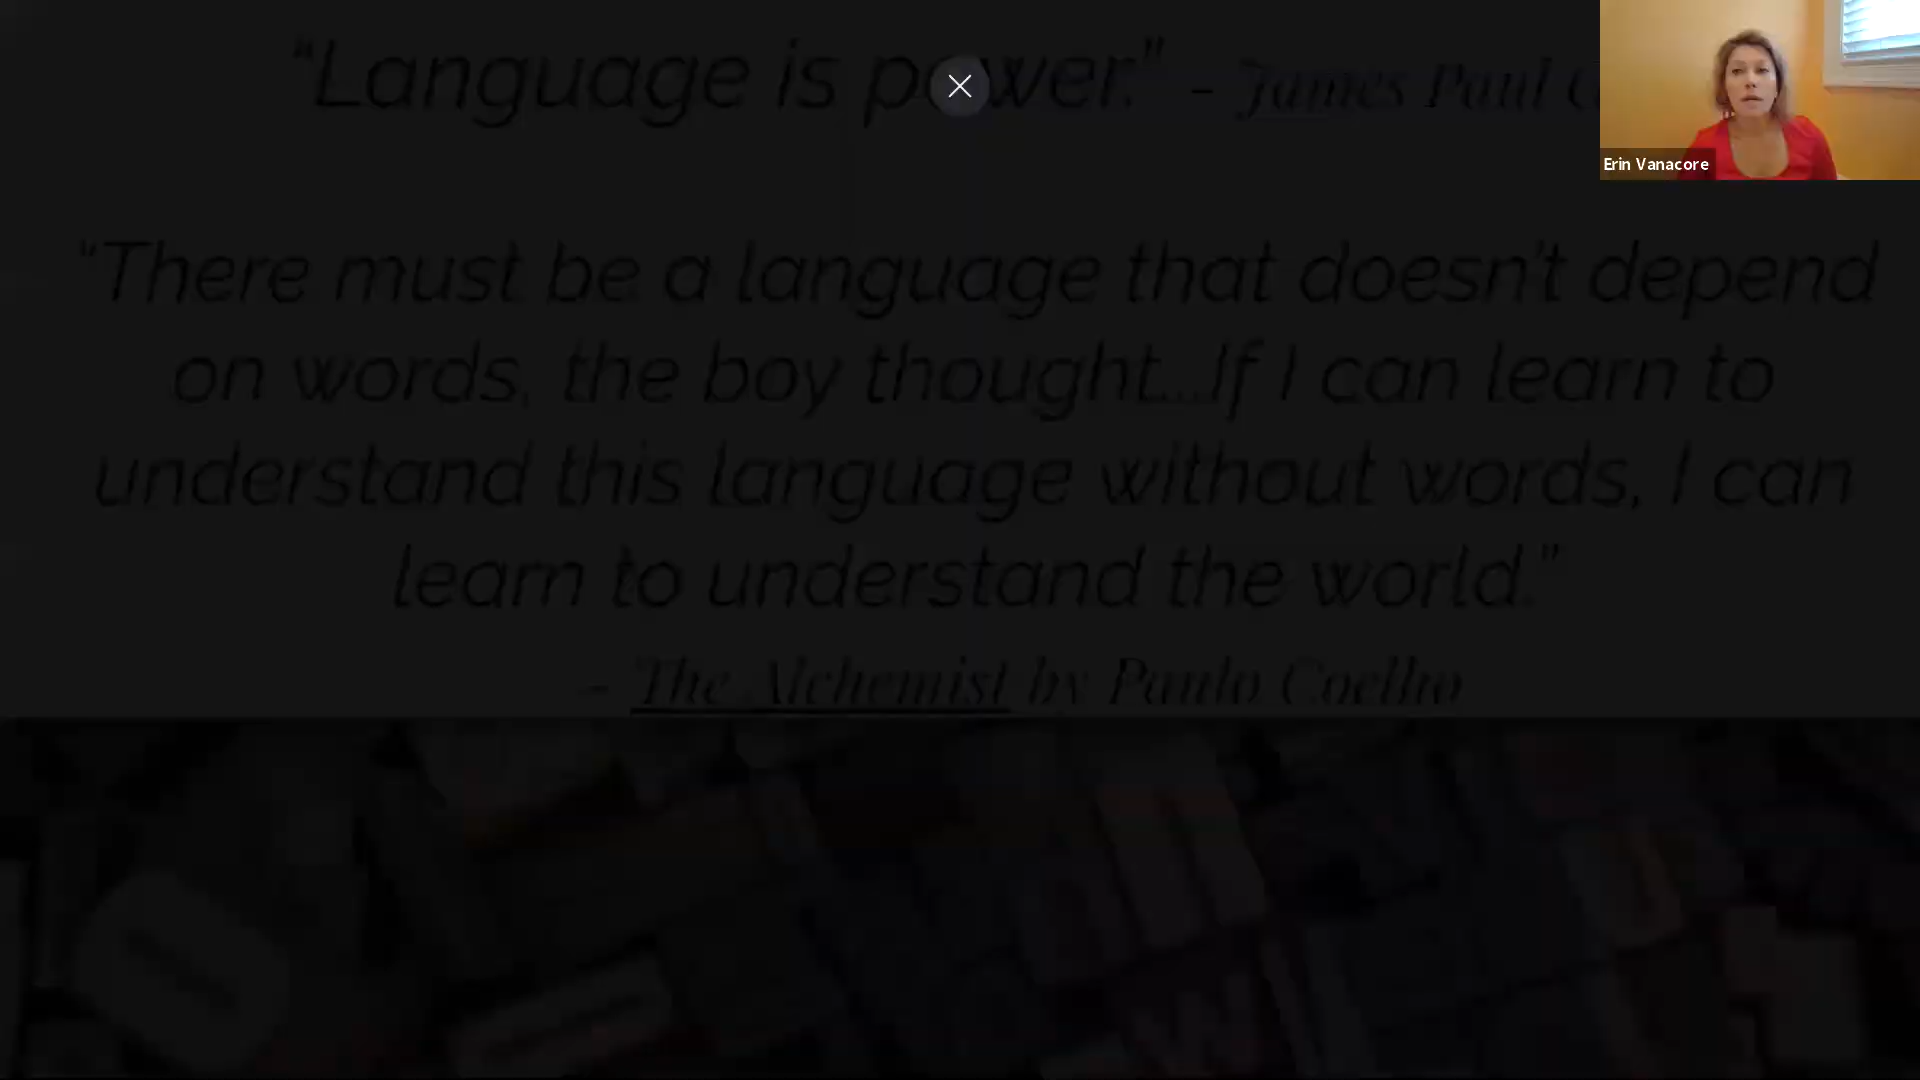 “Language is power.” – James Paul
Erin Vanacore
“There must be a language that doesn’t depend
on words, the boy thought...If I can learn to
understand this language without words, I can
learn to understand the world.”
– The Alchemist by Paulo Coelho